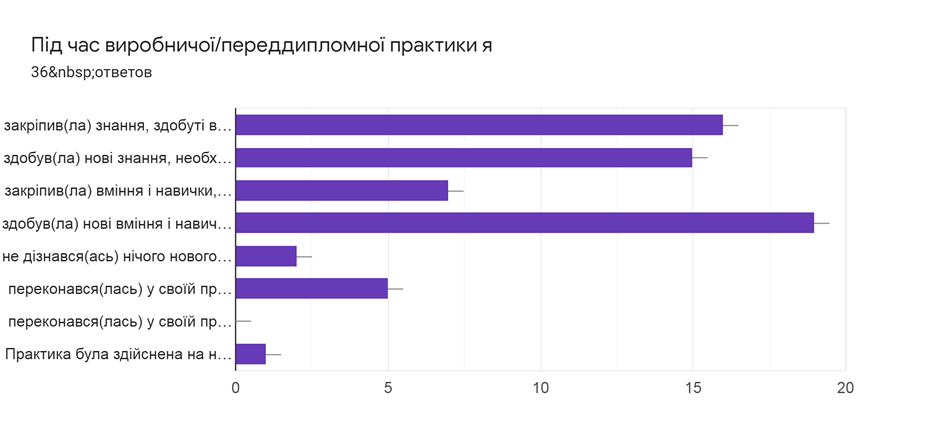 Під час виробничої/переддипломної практики я
36&nbsp;ответов
закріпив(ла) знання, здобуті в…
здобув(ла) нові знання, необх…
закріпив(ла) вміння і навички,…
здобув(ла) нові вміння і навич…
не дізнався(ась) нічого нового…
переконався(лась) у своїй пр…
переконався(лась) у своїй пр…
Практика була здійснена на н…
0 5 10 15 20